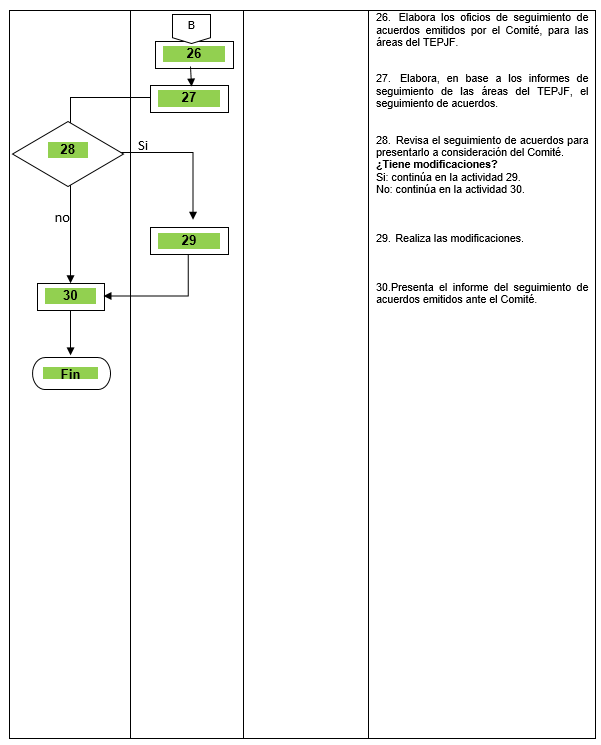 B
26
27
28
Si
no
29
30
Fin
26. Elabora los oficios de seguimiento de
acuerdos emitidos por el Comité, para las
áreas del TEPJF.
27. Elabora, en base a los informes de
seguimiento de las áreas del TEPJF, el
seguimiento de acuerdos.
28. Revisa el seguimiento de acuerdos para
presentarlo a consideración del Comité.
¿Tiene modificaciones?
Si: continúa en la actividad 29.
No: continúa en la actividad 30.
29. Realiza las modificaciones.
30.Presenta el informe del seguimiento de
acuerdos emitidos ante el Comité.